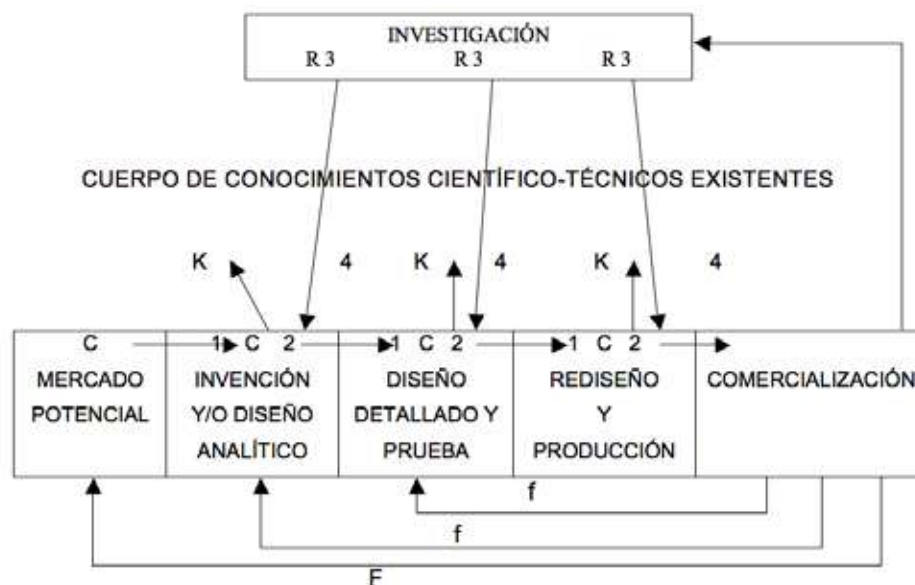 INVESTIGACIÓN
R 3 R 3 R 3
CUERPO DE CONOCIMIENTOS CIENTÍFICO-TÉCNICOS EXISTENTES
K 4 K 4 K 4
C 1 C 2 1 C 2 1 C 2
MERCADO POTENCIAL
INVENCIÓN Y/O DISEÑO ANALÍTICO
DISEÑO DETALLADO Y PRUEBA
REDISEÑO Y PRODUCCIÓN
COMERCIALIZACIÓN
f
f
F